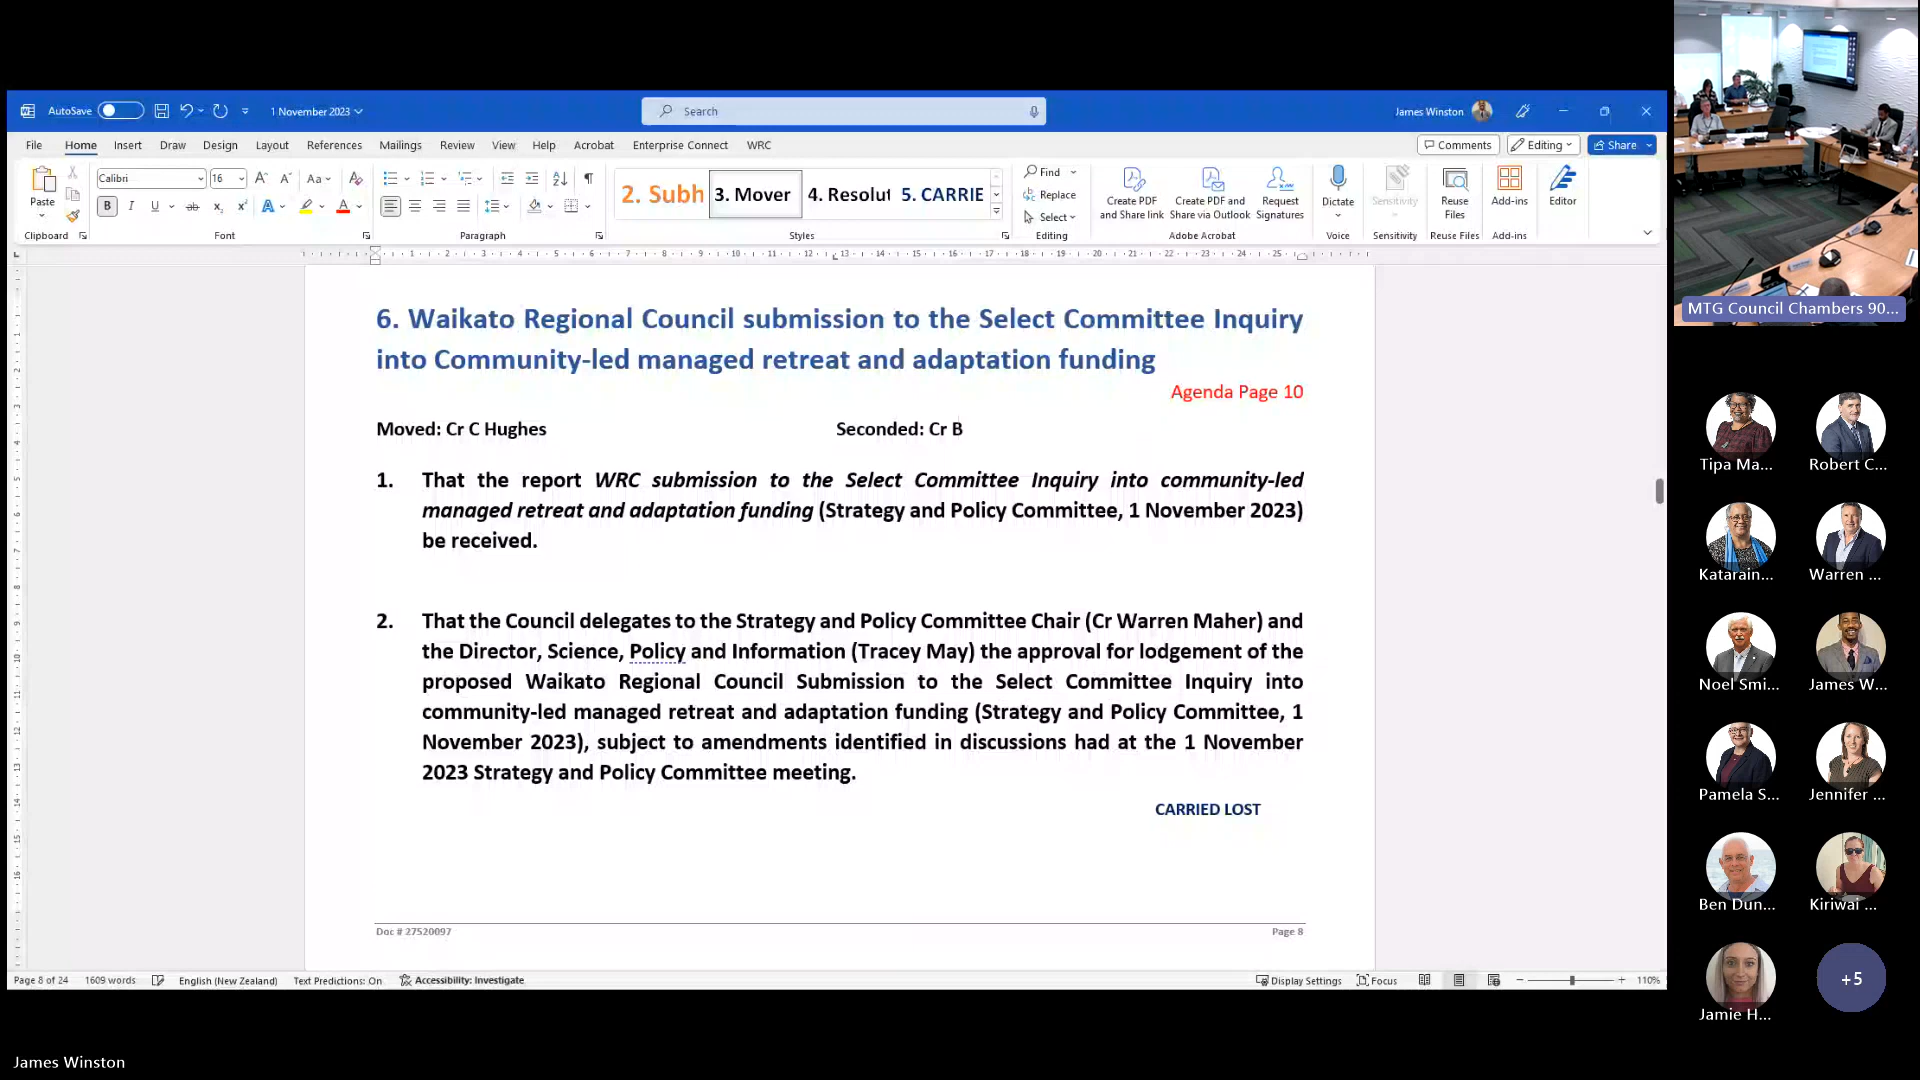 AutoSave
1 November 2023
Search
James Winston
File Home Insert Draw Design Layout References Mailings Review View Help Acrobat Enterprise Connect WRC
Comments Editing Share
Paste
Calibri 16
2. Subh 3. Mover 4. Resolut 5. CARRIE
Find
Replace
Select
Create PDF and Share link
Create PDF and Share via Outlook
Request Signatures
Dictate
Sensitivity
Reuse Files
Add-ins
Editor
Clipboard Font Paragraph Styles Editing Adobe Acrobat Voice Sensitivity Reuse Files Add-ins
6. Waikato Regional Council submission to the Select Committee Inquiry
into Community-led managed retreat and adaptation funding
Agenda Page 10
Moved: Cr C Hughes Seconded: Cr B
1. That the report WRC submission to the Select Committee Inquiry into community-led
managed retreat and adaptation funding (Strategy and Policy Committee, 1 November 2023)
be received.
2. That the Council delegates to the Strategy and Policy Committee Chair (Cr Warren Maher) and
the Director, Science, Policy and Information (Tracey May) the approval for lodgement of the
proposed Waikato Regional Council Submission to the Select Committee Inquiry into
community-led managed retreat and adaptation funding (Strategy and Policy Committee, 1
November 2023), subject to amendments identified in discussions had at the 1 November
2023 Strategy and Policy Committee meeting.
CARRIED LOST
Doc # 27520097 Page 8
Page 8 of 24 1609 words English (New Zealand) Text Predictions: On Accessibility: Investigate Display Settings Focus 110%
MTG Council Chambers 90...
Tipa Ma... Robert C...
Katarain... Warren ...
Noel Smi... James W...
Pamela S... Jennifer ...
Ben Dun... Kiriwai ...
Jamie H... +5
James Winston